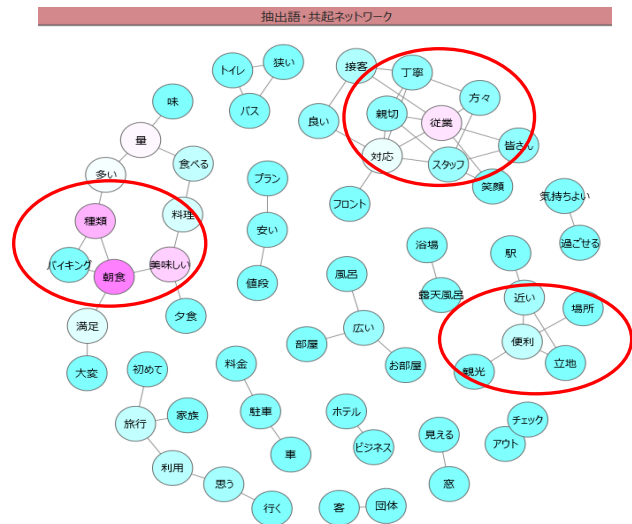 抽出語・共起ネットワーク
トイレ
狭い
バス
接客
丁寧
方々
親切
従業
良い
対応
スタッフ
皆さん
笑顔
フロント
味
量
食べる
多い
種類
料理
バイキング
朝食
美味しい
満足
夕食
大変
プラン
安い
値段
気持ちよい
過ごせる
浴場
露天風呂
駅
近い
場所
便利
観光
立地
風呂
広い
部屋
お部屋
初めて
家族
旅行
利用
思う
行く
料金
駐車
車
ホテル
ビジネス
見える
窓
チェック
アウト
客
団体